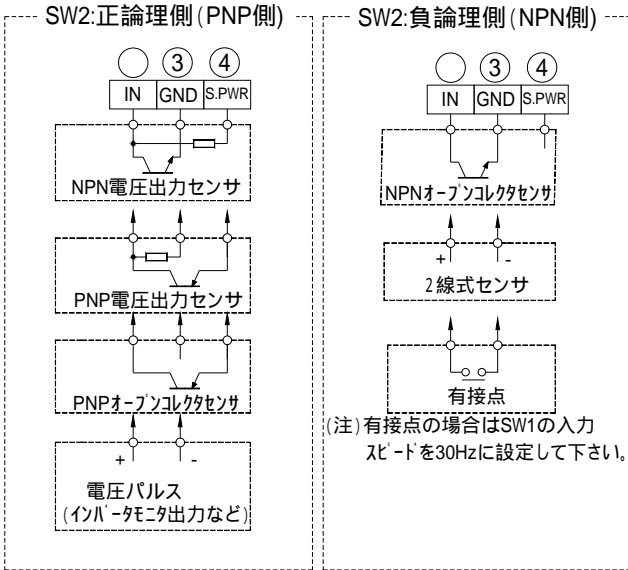 SW2:正論理側(PNP側)
③ ④
IN GND S.PWR
NPN電圧出力センサ
PNP電圧出力センサ
PNPオープンコレクタセンサ
+ -
電圧パルス
(インバータモニタ出力など)
SW2:負論理側(NPN側)
③ ④
IN GND S.PWR
NPNオープンコレクタセンサ
+ -
2線式センサ
有接点
(注)有接点の場合はSW1の入力
スピードを30Hzに設定して下さい。